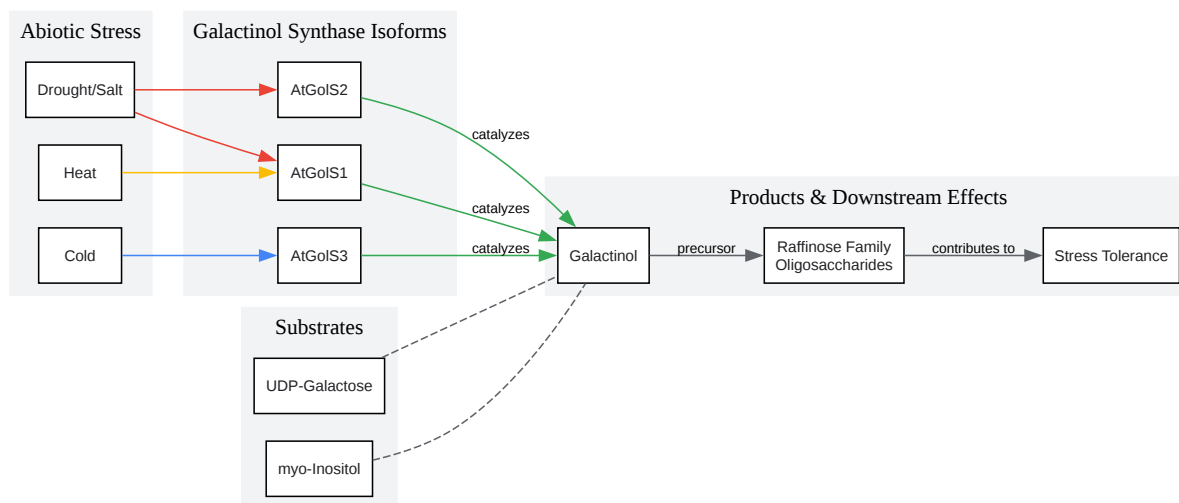 Abiotic Stress
Galactinol Synthase Isoforms
Drought/Salt
AtGolS2
catalyzes
Heat
AtGolS1
catalyzes
Products & Downstream Effects
Cold
AtGolS3
catalyzes
Galactinol
precursor
Raffinose Family
Oligosaccharides
contributes to
Stress Tolerance
Substrates
UDP-Galactose
myo-Inositol